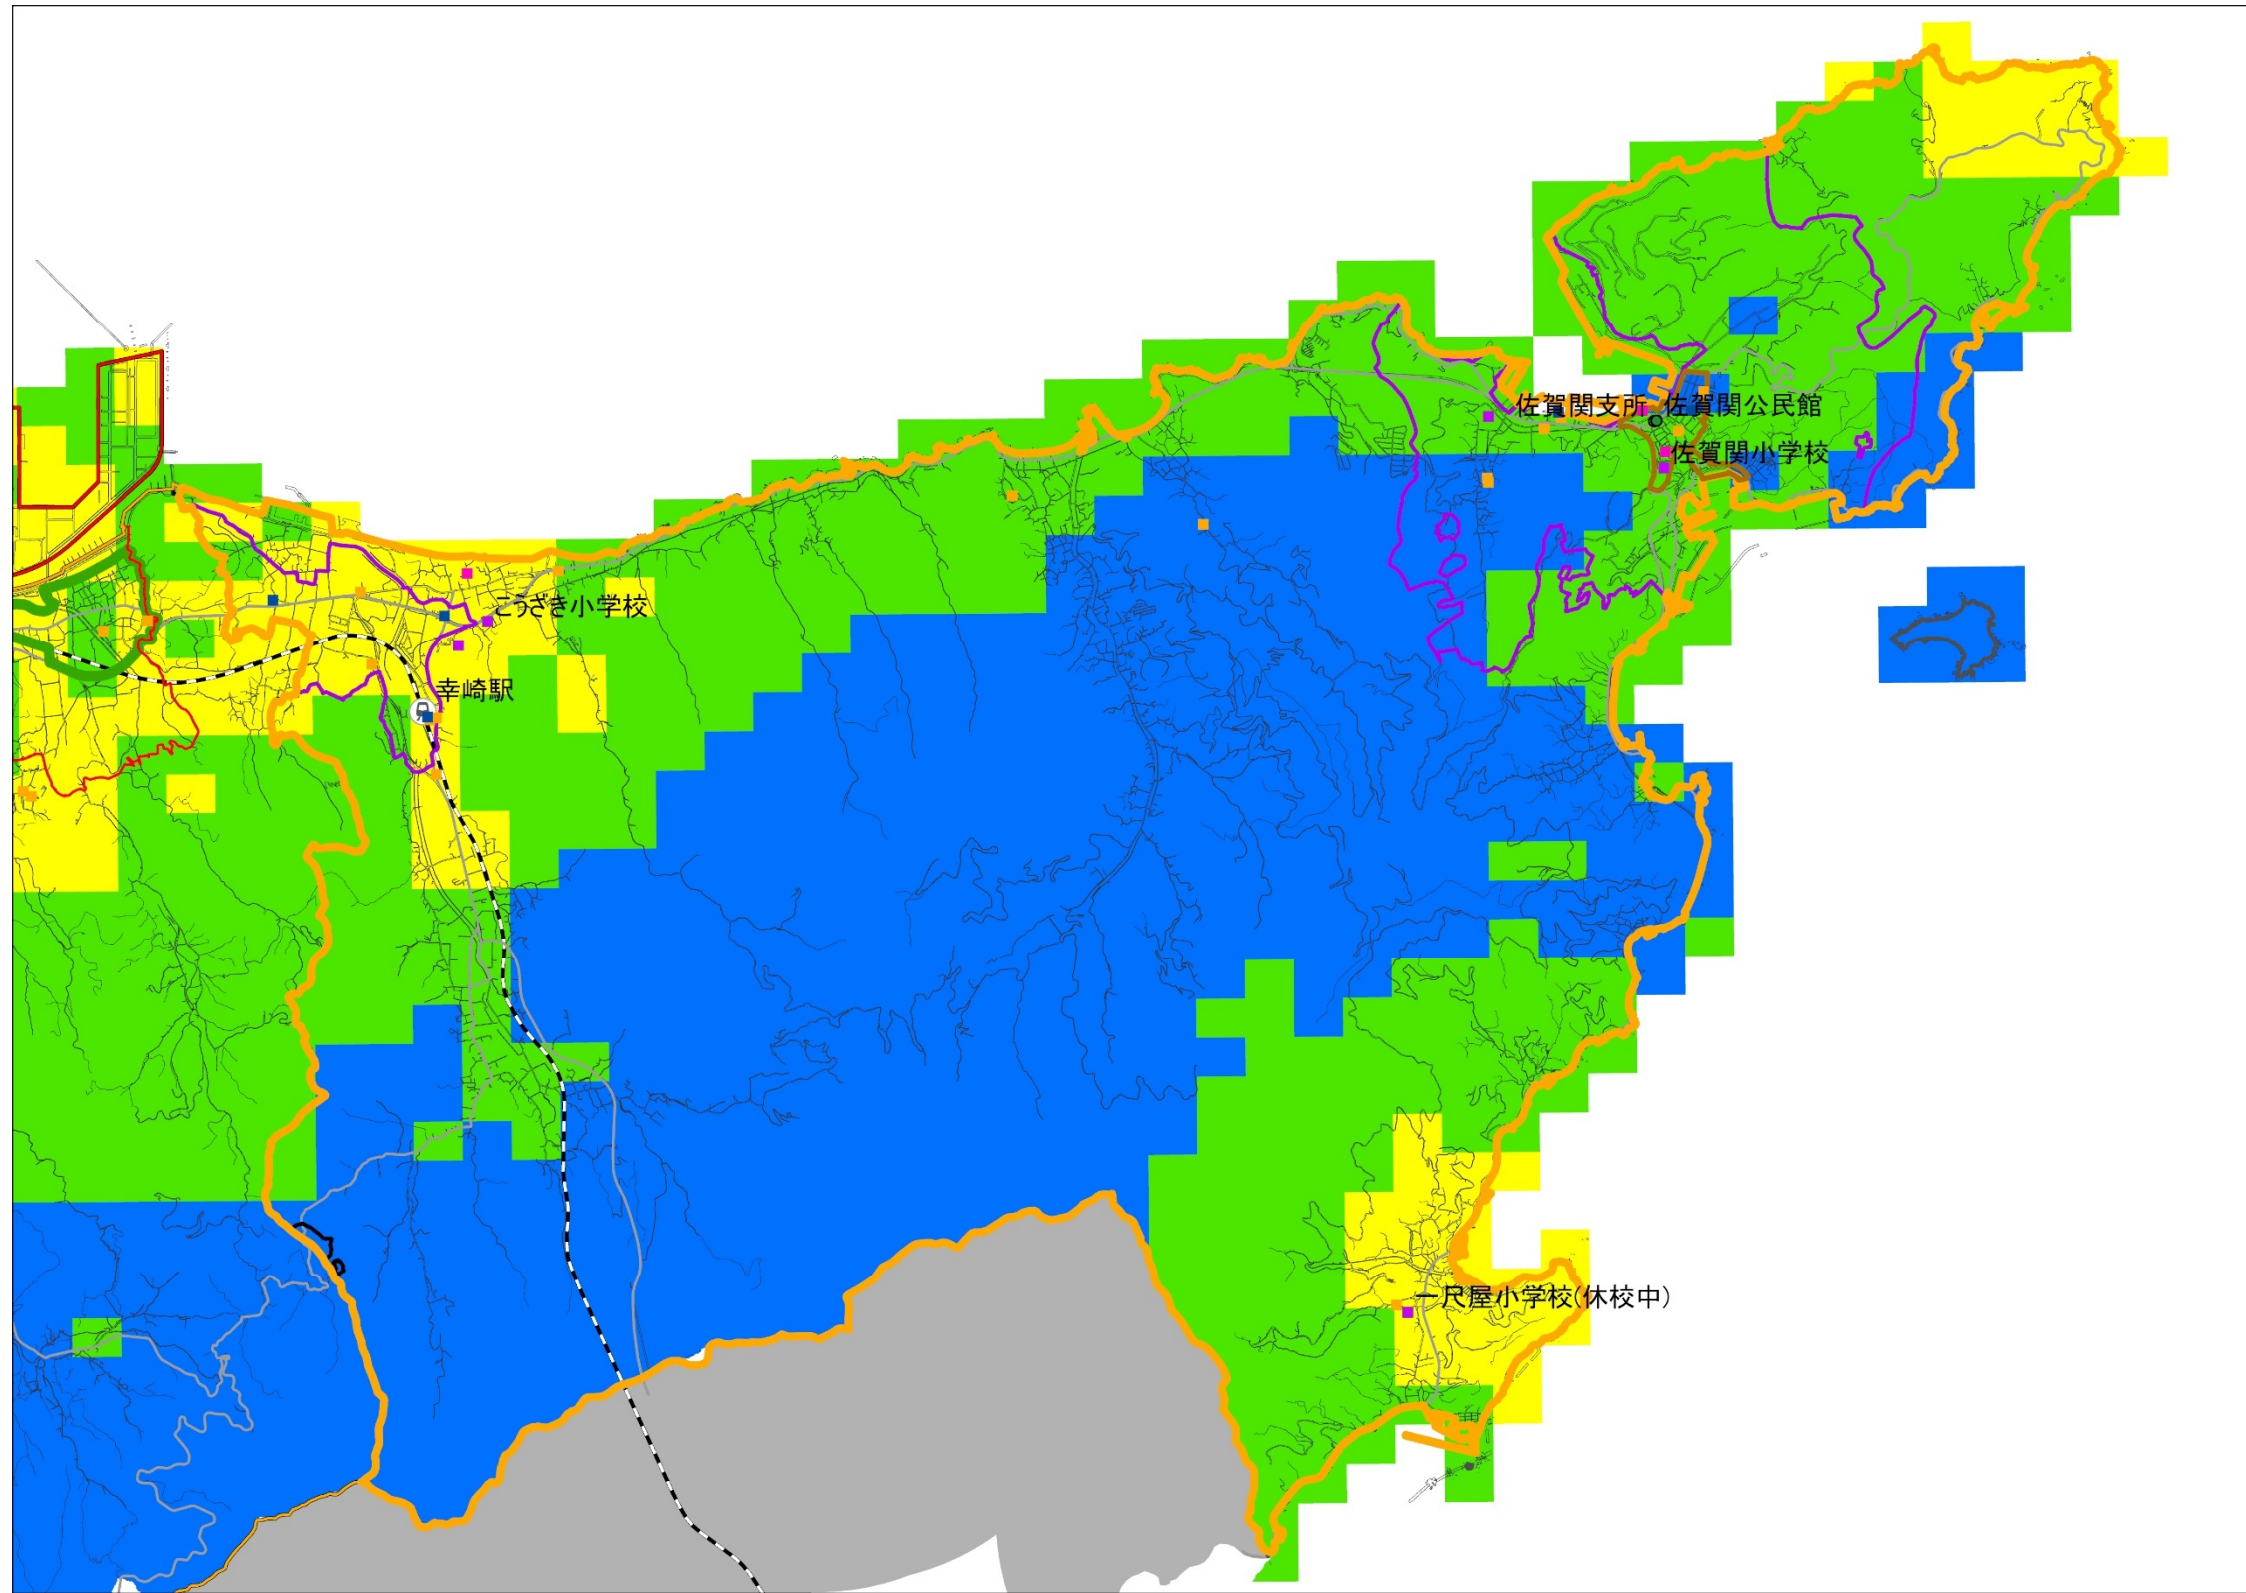 佐賀関支所
佐賀関公民館
佐賀関小学校
こうざき小学校
幸崎駅
一尺屋小学校(休校中)